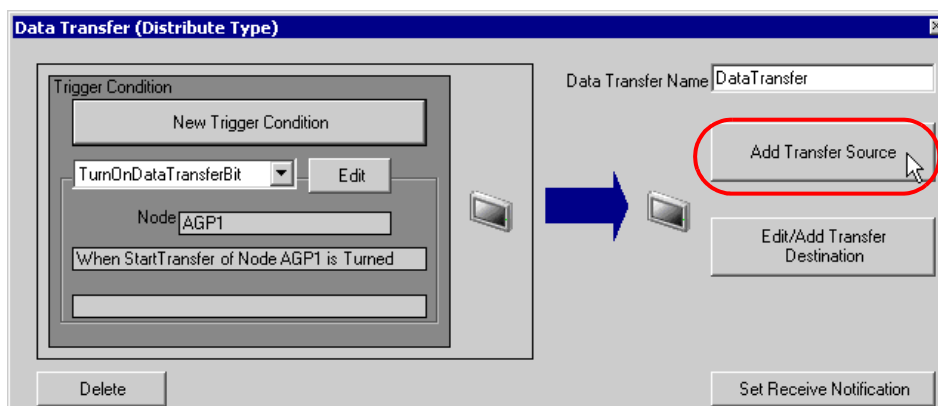 Data Transfer (Distribute Type)
Data Transfer Name DataTransfer
Trigger Condition
New Trigger Condition
Add Transfer Source
TurnOnDataTransferBit Edit
Node AGP1
Edit/Add Transfer
Destination
When StartTransfer of Node AGP1 is Turned
Delete
Set Receive Notification